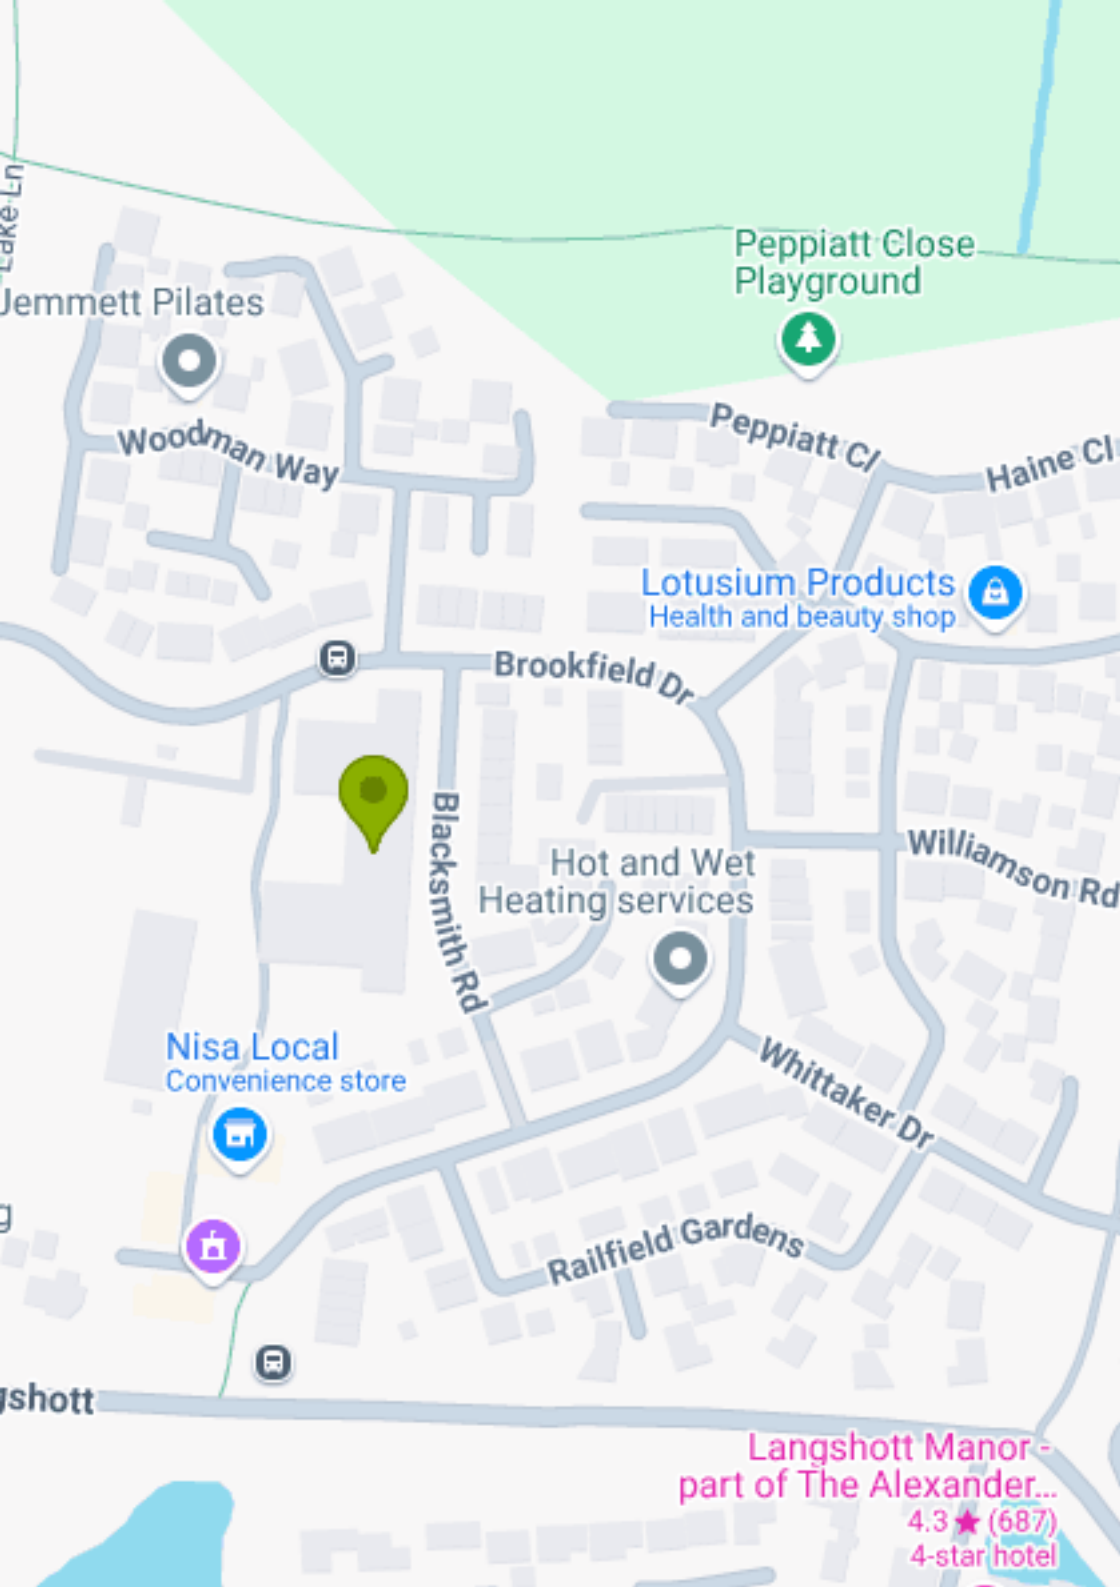 Lake Ln
Peppiatt Close
Playground
Jemmett Pilates
Peppiatt Cl
Haine Cl
Woodman Way
Lotusium Products
Health and beauty shop
Brookfield Dr
Blacksmith Rd
Williamson Rd
Hot and Wet
Heating services
Nisa Local
Convenience store
Whittaker Dr
g
Railfield Gardens
gshott
Langshott Manor -
part of The Alexander...
4.3 ★ (687)
4-star hotel